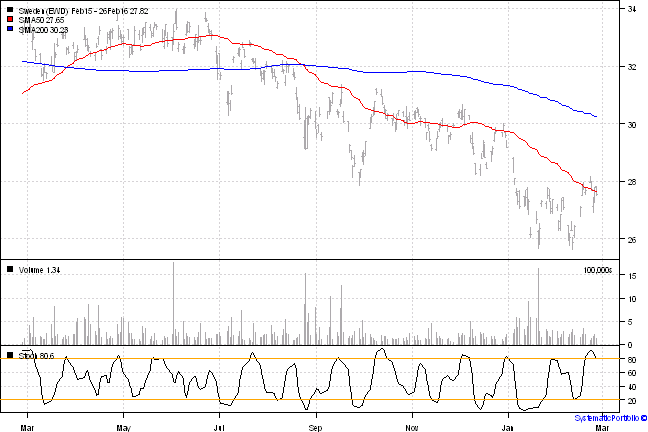 Sweden (EWD) Feb15 - 26Feb16 27.82
SMA50 27.65
SMA200 30.23
34
32
30
28
26
Volume 1.34
100,000s
15
10
5
0
Stoch 80.6
80
60
40
20
Mar May Jul Sep Nov Jan Mar
SystematicPortfolio ©